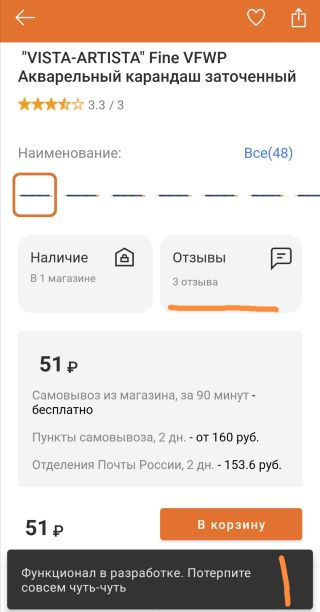 "VISTA-ARTISTA" Fine VFWP
Акварельный карандаш заточенный
3.3 / 3
Наименование:
Все(48)
Наличие
В 1 магазине
Отзывы
3 отзыва
51 ₽
Самовывоз из магазина, за 90 минут -
бесплатно
Пункты самовывоза, 2 дн. - от 160 руб.
Отделения Почты России, 2 дн. - 153.6 руб.
51 ₽
В корзину
Функционал в разработке. Потерпите
совсем чуть-чуть